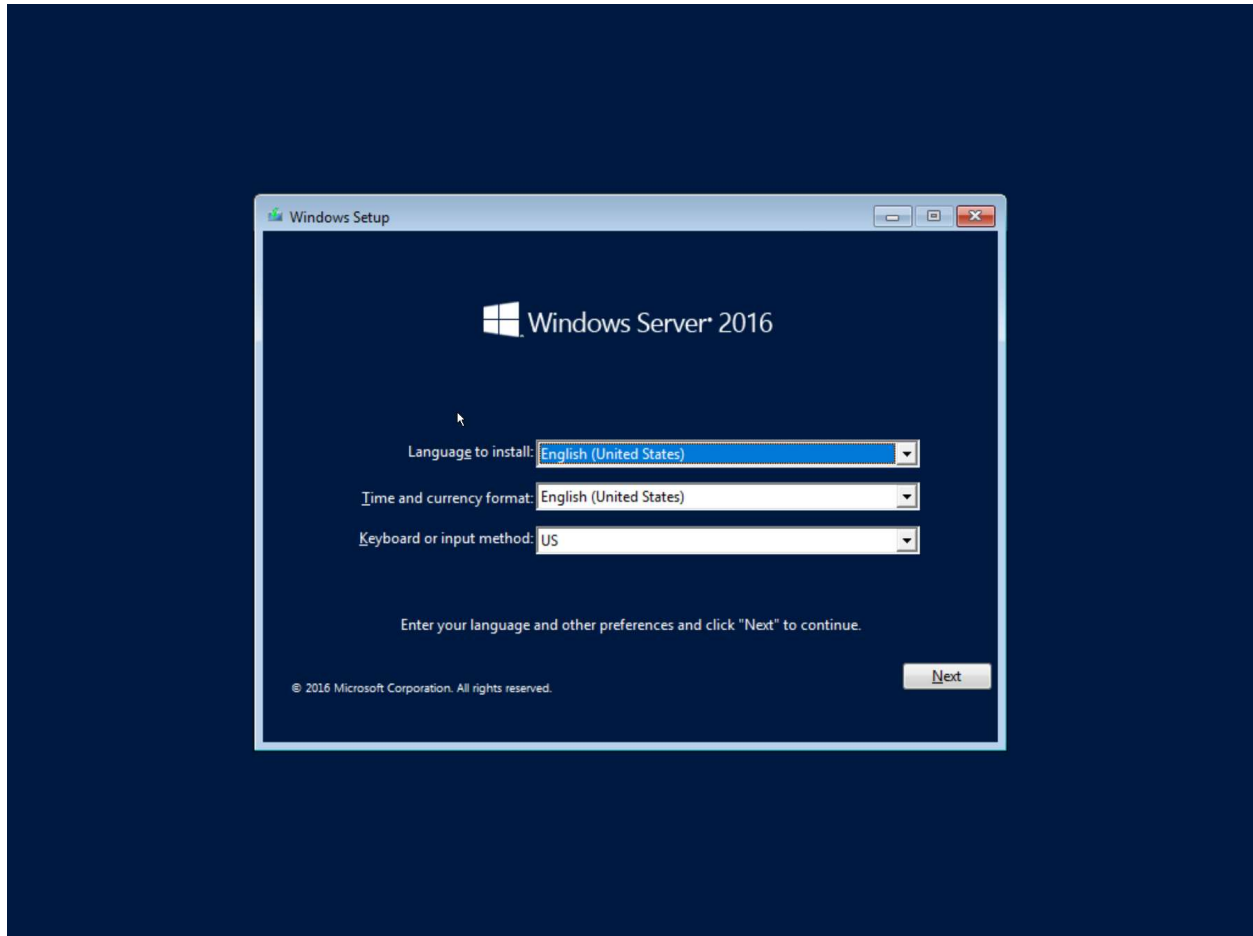 Windows Setup
Windows Server® 2016
Language to install: English (United States)
Time and currency format: English (United States)
Keyboard or input method: US
Enter your language and other preferences and click "Next" to continue.
Next
© 2016 Microsoft Corporation. All rights reserved.